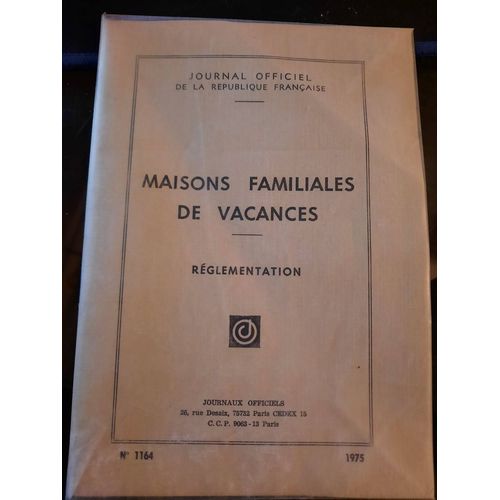 JOURNAL OFFICIEL
DE LA REPUBLIQUE FRANÇAISE
MAISONS FAMILIALES
DE VACANCES
RÉGLEMENTATION
JOURNAUX OFFICIELS
26, rue Desaix, 75732 Paris CEDEX 15
C. C. P. 9063-13 Paris
N° 1164
1975